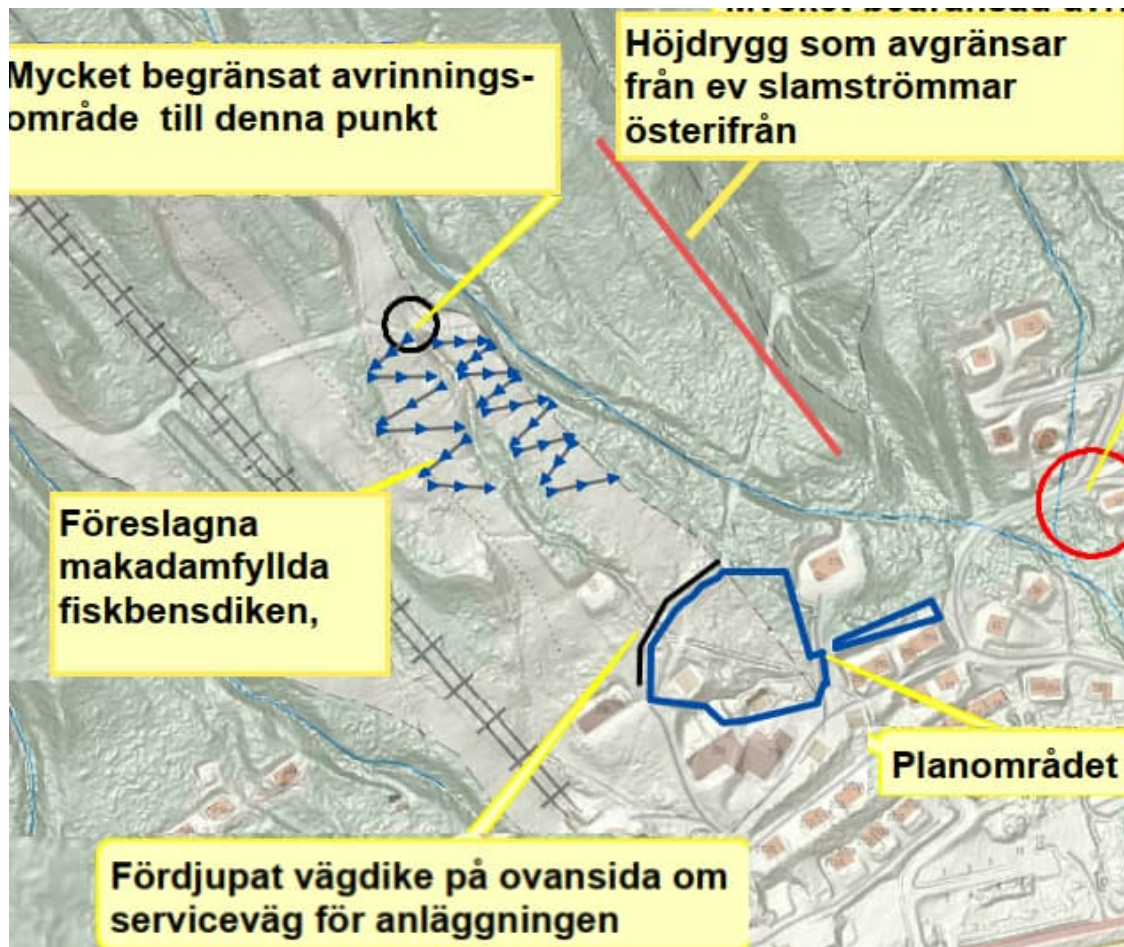 Mycket begränsat avrinnings-
område till denna punkt
Höjdrygg som avgränsar
från ev slamströmmar
österifrån
Föreslagna
makadamfyllda
fiskbensdiken,
Planområdet
Fördjupat vägdike på ovansida om
serviceväg för anläggningen